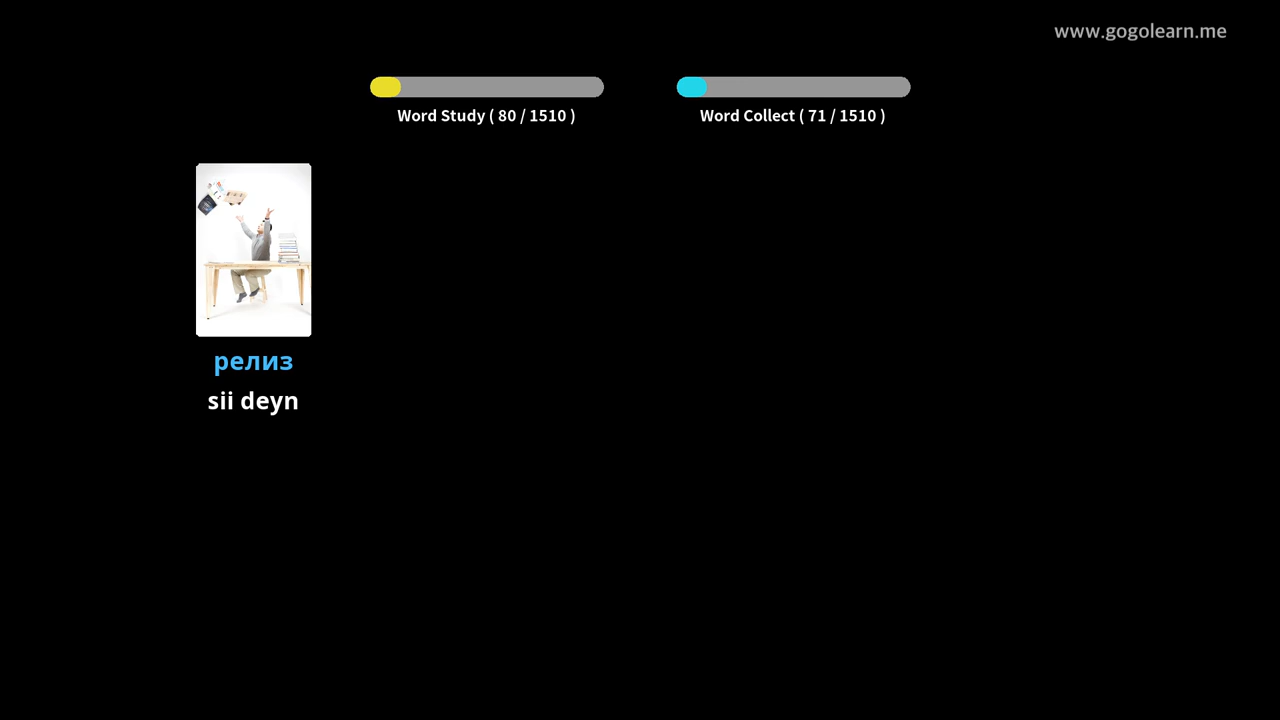 www.gogolearn.me
Word Study ( 80 / 1510 )
Word Collect ( 71 / 1510 )
релиз
sii deyn